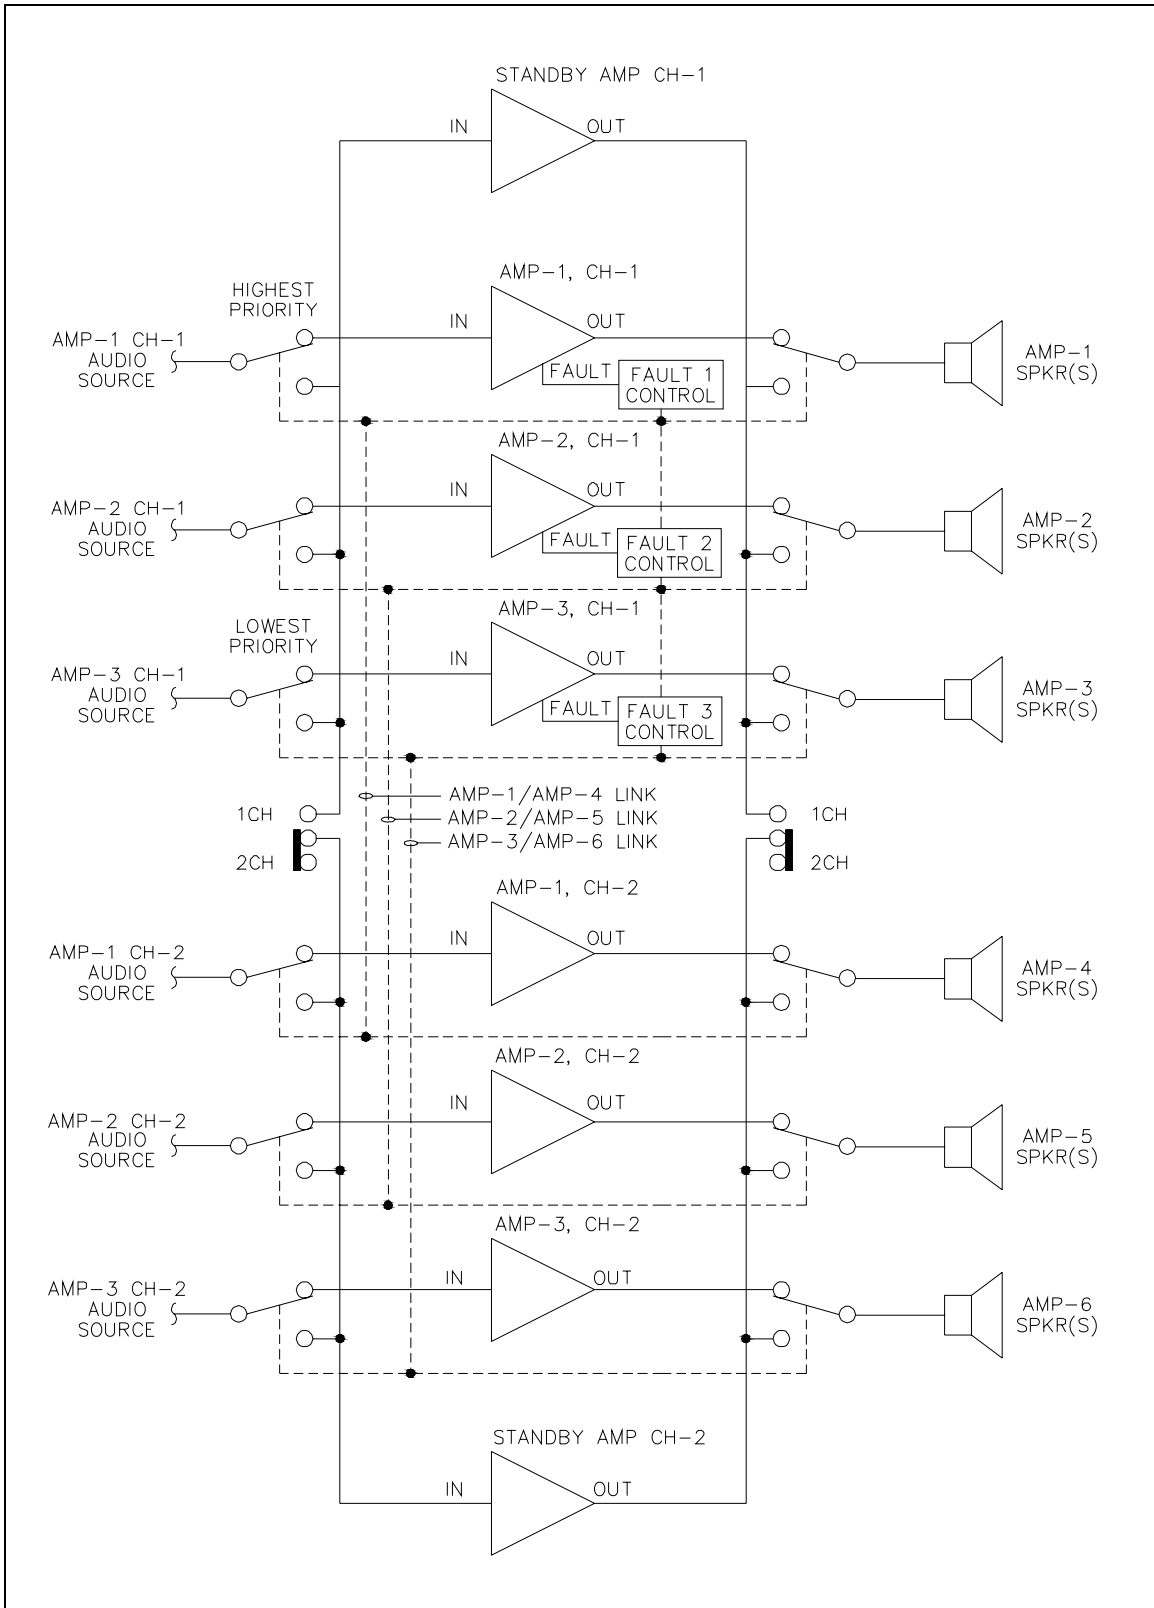 STANDBY AMP CH-1
IN
OUT
AMP-1, CH-1
HIGHEST
PRIORITY
IN
OUT
AMP-1 CH-1
AUDIO
SOURCE
FAULT
FAULT 1
CONTROL
AMP-1
SPKR(S)
AMP-2, CH-1
IN
OUT
AMP-2 CH-1
AUDIO
SOURCE
FAULT
FAULT 2
CONTROL
AMP-2
SPKR(S)
AMP-3, CH-1
LOWEST
PRIORITY
IN
OUT
AMP-3 CH-1
AUDIO
SOURCE
FAULT
FAULT 3
CONTROL
AMP-3
SPKR(S)
AMP-1/AMP-4 LINK
AMP-2/AMP-5 LINK
AMP-3/AMP-6 LINK
1CH
1CH
2CH
2CH
AMP-1, CH-2
IN
OUT
AMP-1 CH-2
AUDIO
SOURCE
AMP-4
SPKR(S)
AMP-2, CH-2
IN
OUT
AMP-2 CH-2
AUDIO
SOURCE
AMP-5
SPKR(S)
AMP-3, CH-2
IN
OUT
AMP-3 CH-2
AUDIO
SOURCE
AMP-6
SPKR(S)
STANDBY AMP CH-2
IN
OUT